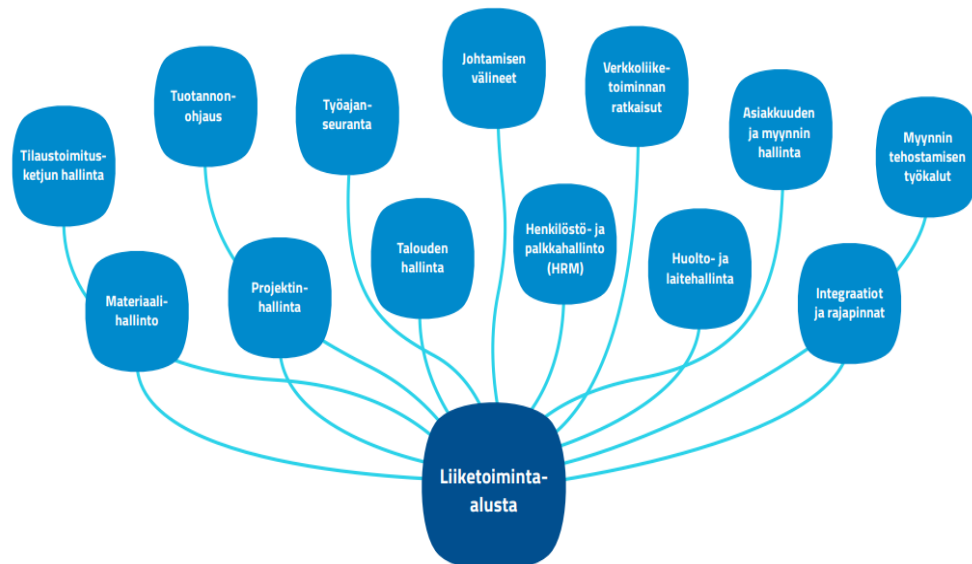 Johtamisen
välineet
Verkkoliike-
toiminnan
ratkaisut
Tuotannon-
ohjaus
Työajan-
seuranta
Asiakkuuden
ja myynnin
hallinta
Myynnin
tehostamisen
työkalut
Tilaustoimitus-
ketjun hallinta
Talouden
hallinta
Henkilöstö- ja
palkkahallinto
(HRM)
Huolto- ja
laitehallinta
Materiaali-
hallinto
Projektin-
hallinta
Integraatiot
ja rajapinnat
Liiketoiminta-
alusta